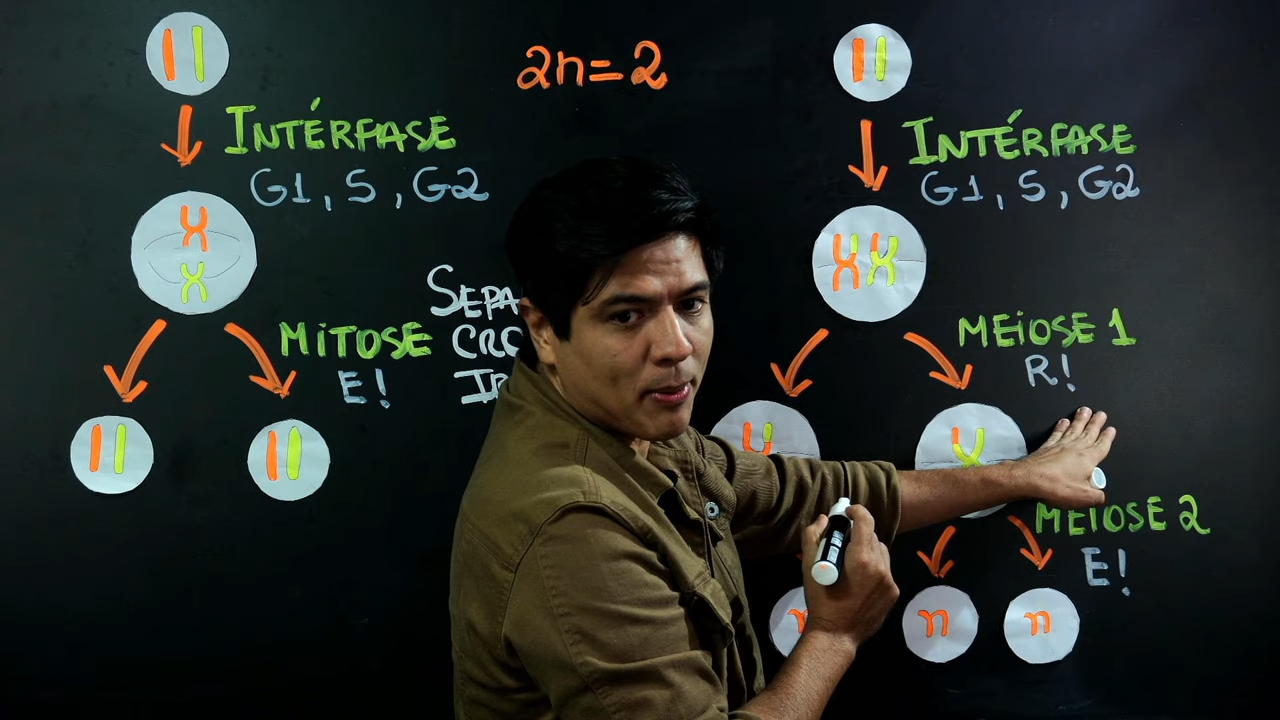 2n=2
INTÉRFASE
G1, S, G2
MITOSE
E!
INTÉRFASE
G1, S, G2
MEIOSE 1
R!
MEIOSE 2
E!
n
n